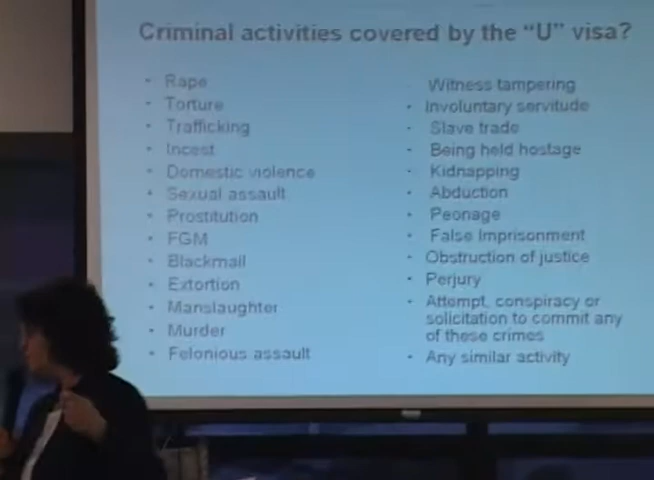 Criminal activities covered by the "U" visa?
• Rape
• Torture
• Trafficking
• Incest
• Domestic violence
• Sexual assault
• Prostitution
• FGM
• Blackmail
• Extortion
• Manslaughter
• Murder
• Felonious assault
Witness tampering
• Involuntary servitude
• Slave trade
• Being held hostage
• Kidnapping
• Abduction
• Peonage
• False Imprisonment
• Obstruction of justice
• Perjury
• Attempt, conspiracy or
solicitation to commit any
of these crimes
• Any similar activity